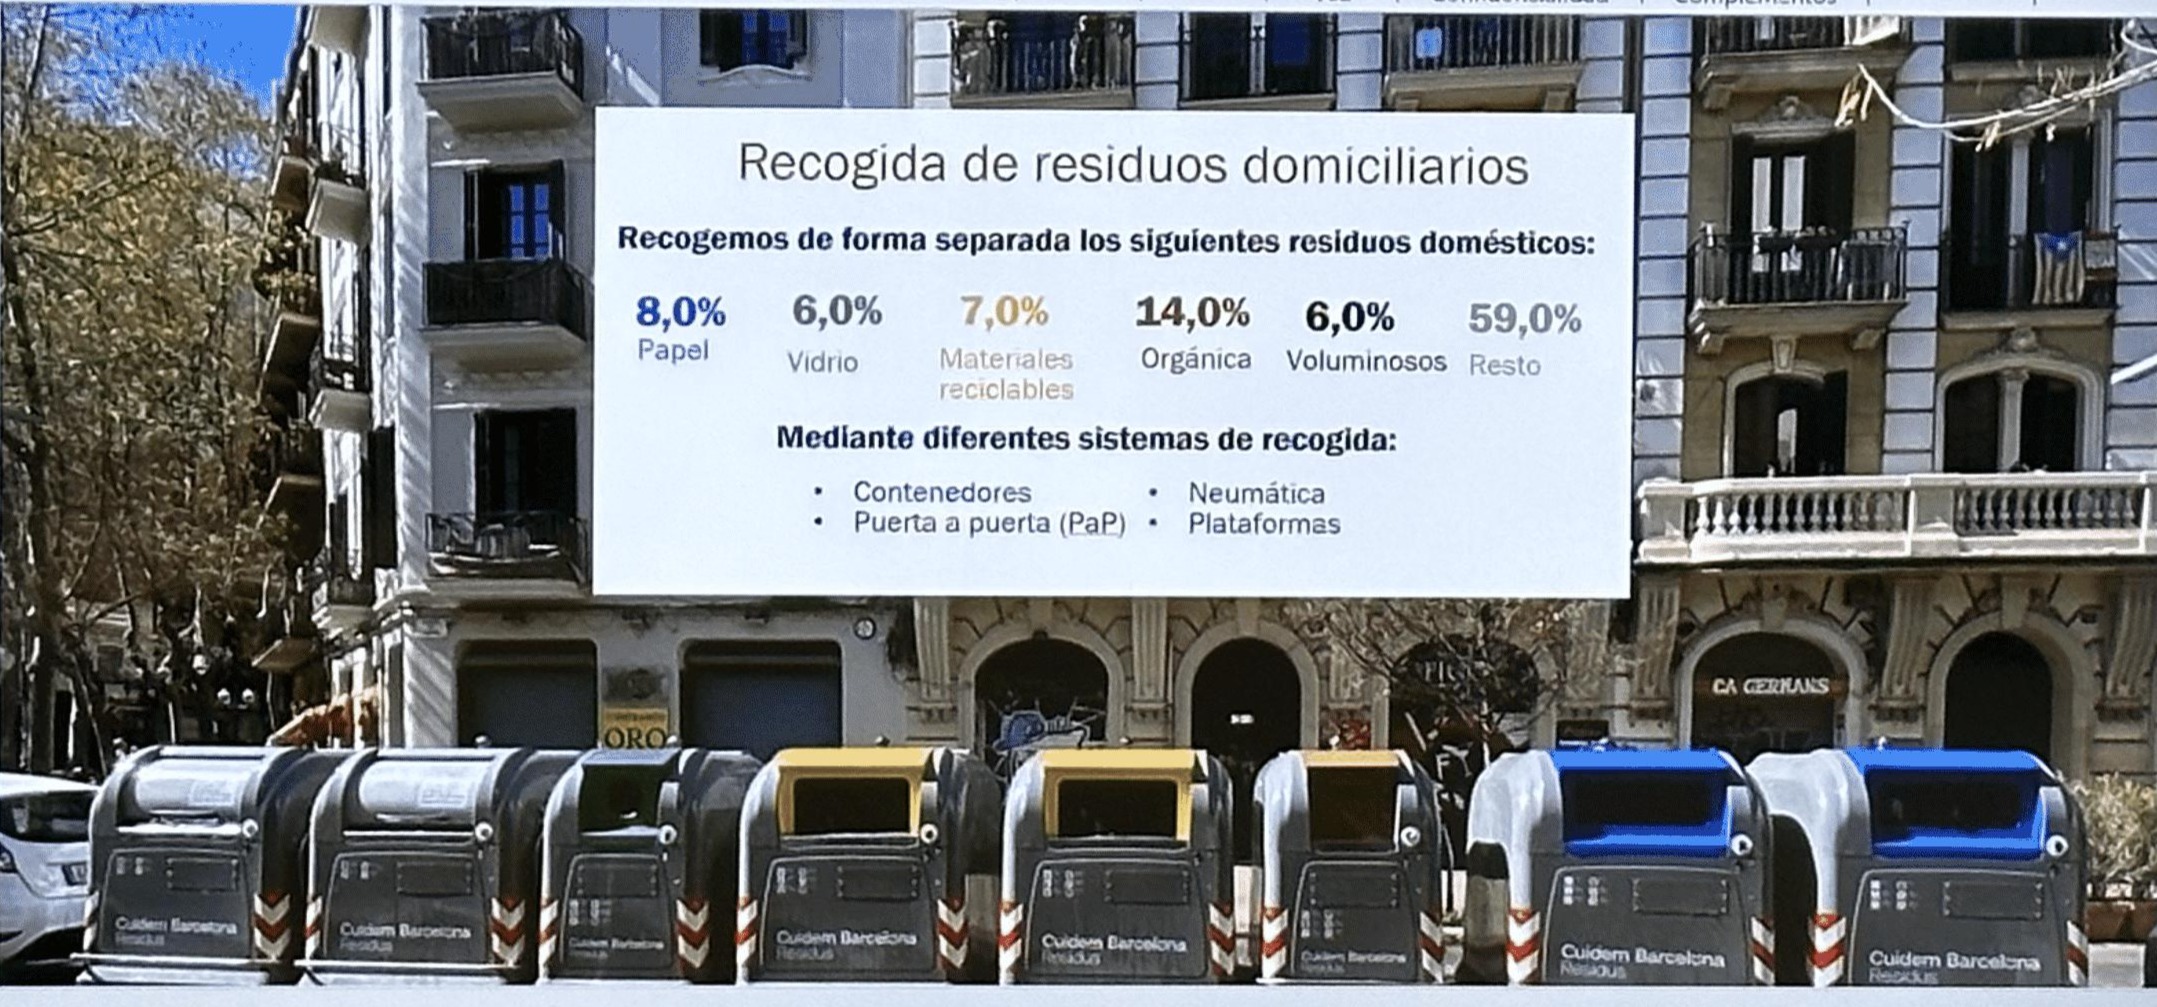 Recogida de residuos domiciliarios
Recogemos de forma separada los siguientes residuos domésticos:
8,0% 6,0% 7,0% 14,0% 6,0% 59,0%
Papel Vidrio Materiales reciclables Orgánica Voluminosos Resto
Mediante diferentes sistemas de recogida:
• Contenedores • Neumática
• Puerta a puerta (PaP) • Plataformas
CA GERMANS
ORO
Cuidem Barcelona
Residus
Cuidem Barcelona
Residus
Cuidem Barcelona
Cuidem Barcelona
Residus
Cuidem Barcelona
Residus
Cuidem Barcelona
Cuidem Barcelona
Residus
Cuidem Barcelona
Residus